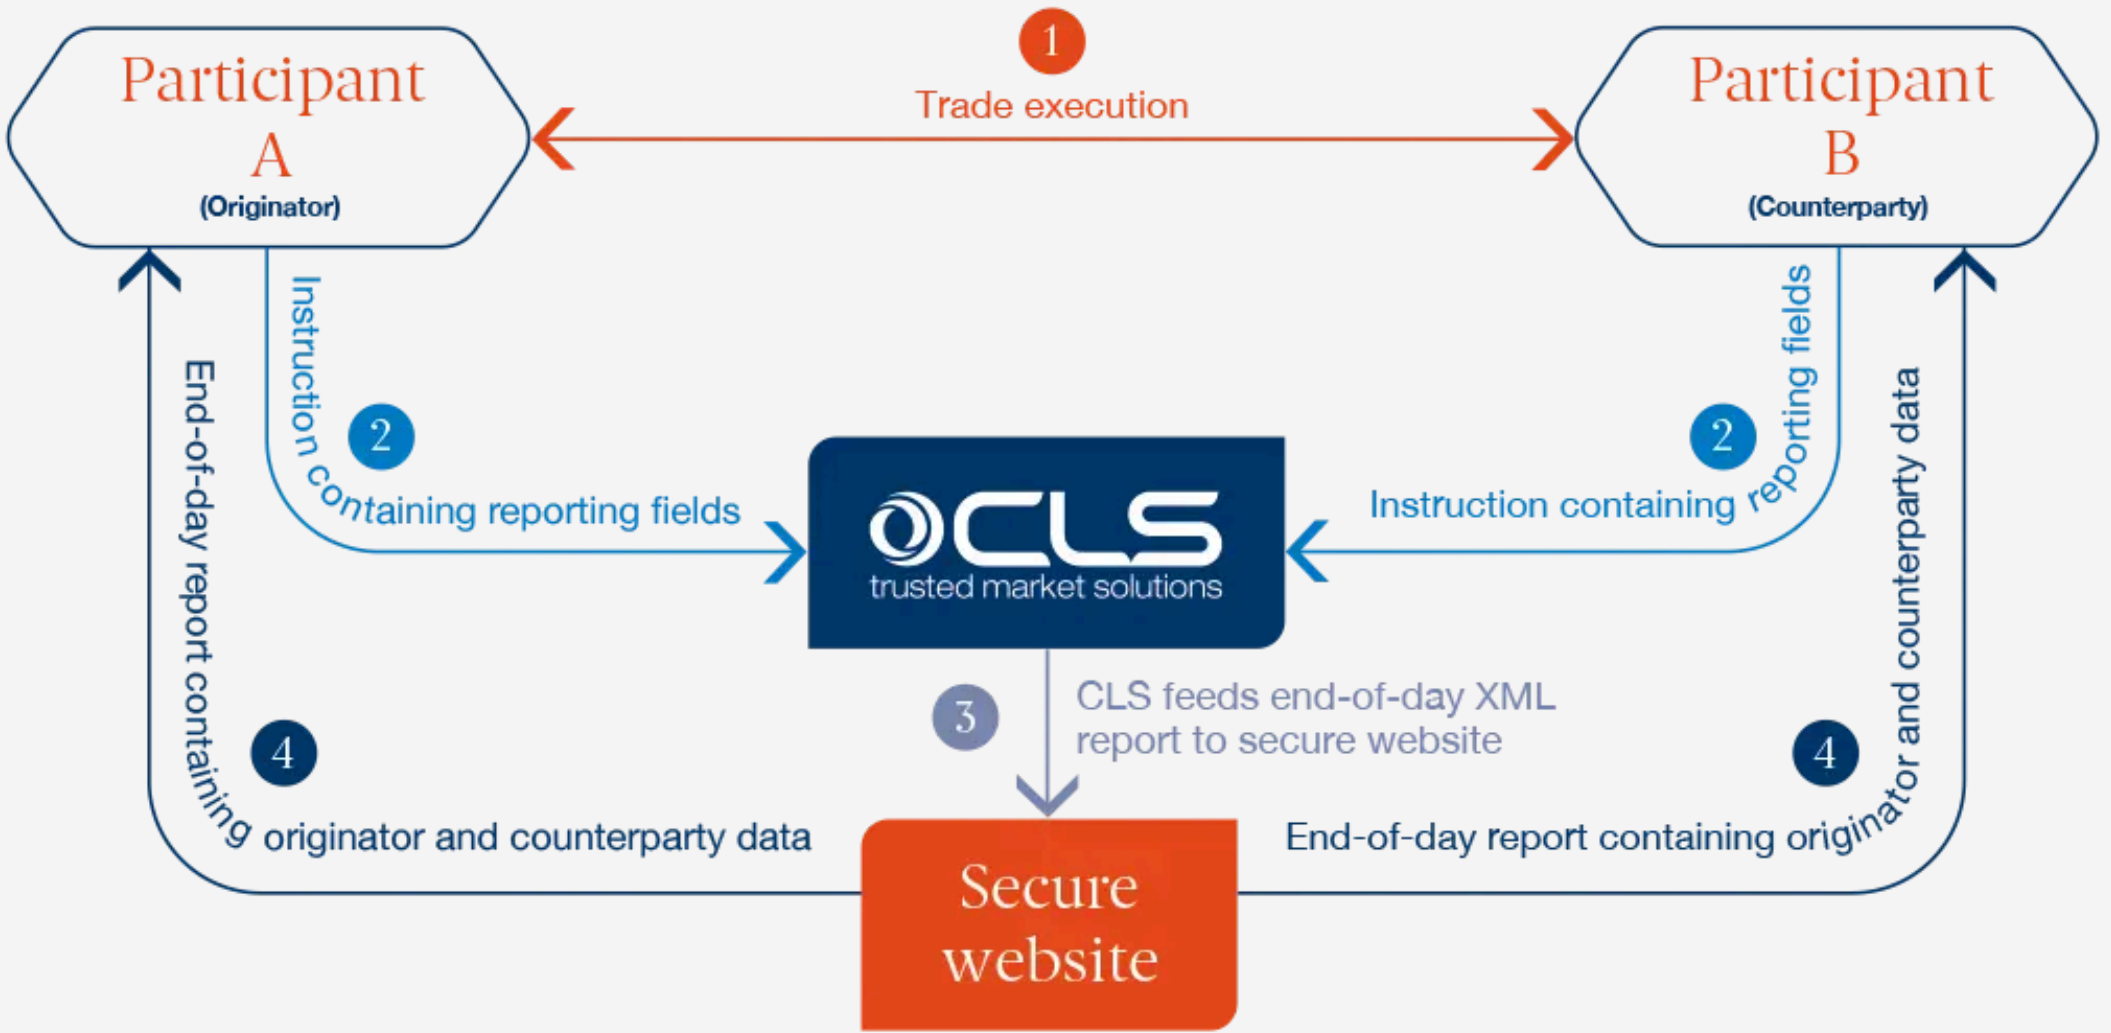 Participant
A
(Originator)
1
Trade execution
Participant
B
(Counterparty)
Instruction containing reporting fields
2
Instruction containing reporting fields
2
CLS
trusted market solutions
3
CLS feeds end-of-day XML
report to secure website
End-of-day report containing originator and counterparty data
4
End-of-day report containing originator and counterparty data
4
Secure
website